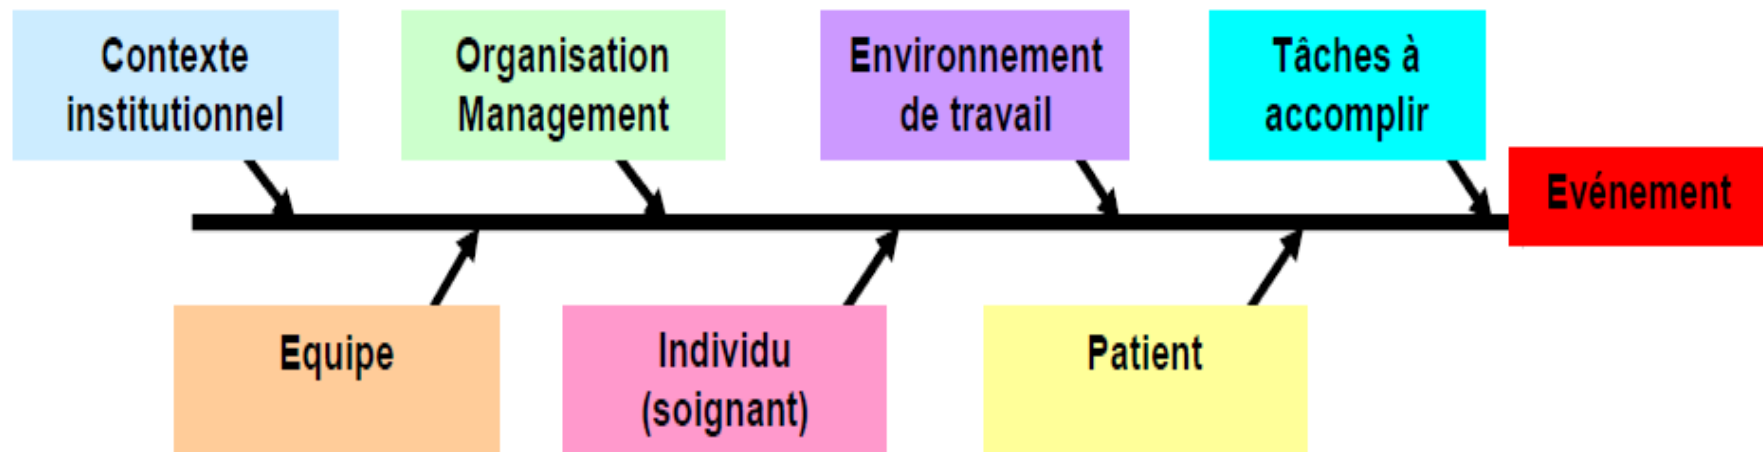 Contexte
institutionnel
Organisation
Management
Environnement
de travail
Tâches à
accomplir
Evénement
Equipe
Individu
(soignant)
Patient